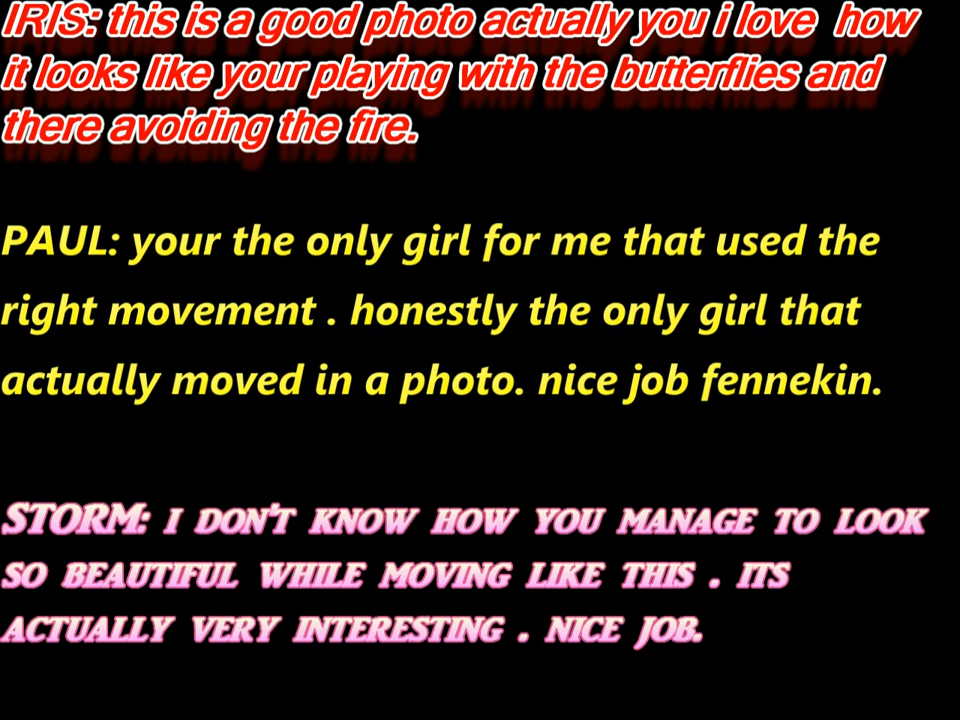 IRIS: this is a good photo actually you i love how
it looks like your playing with the butterflies and
there avoiding the fire.
PAUL: your the only girl for me that used the
right movement . honestly the only girl that
actually moved in a photo. nice job fennekin.
STORM: I DON'T KNOW HOW YOU MANAGE TO LOOK
SO BEAUTIFUL WHILE MOVING LIKE THIS . ITS
ACTUALLY VERY INTERESTING . NICE JOB.